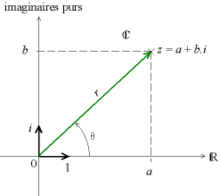 imaginaires purs
ℂ
b
z = a + b.i
r
i
θ
0
1
a
ℝ